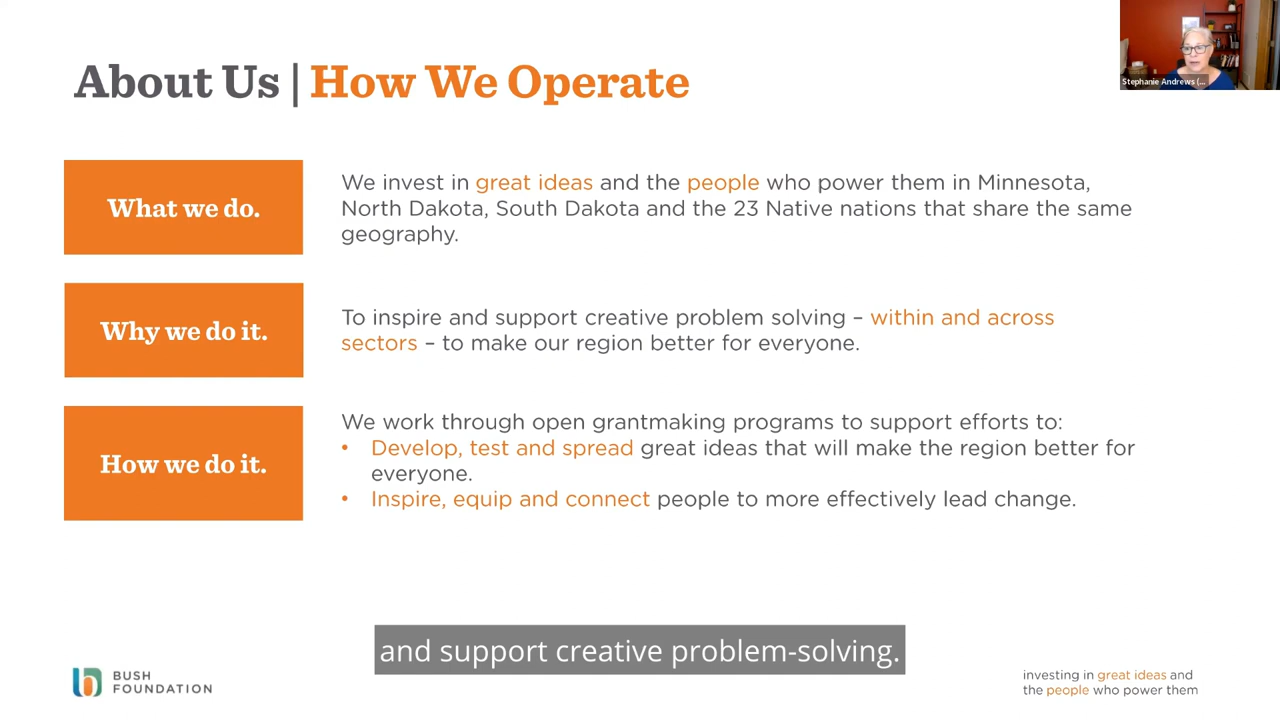 About Us | How We Operate
Stephanie Andrews (...
What we do.
We invest in great ideas and the people who power them in Minnesota,
North Dakota, South Dakota and the 23 Native nations that share the same
geography.
Why we do it.
To inspire and support creative problem solving – within and across
sectors – to make our region better for everyone.
How we do it.
We work through open grantmaking programs to support efforts to:
• Develop, test and spread great ideas that will make the region better for
everyone.
• Inspire, equip and connect people to more effectively lead change.
and support creative problem-solving.
BUSH
FOUNDATION
investing in great ideas and
the people who power them